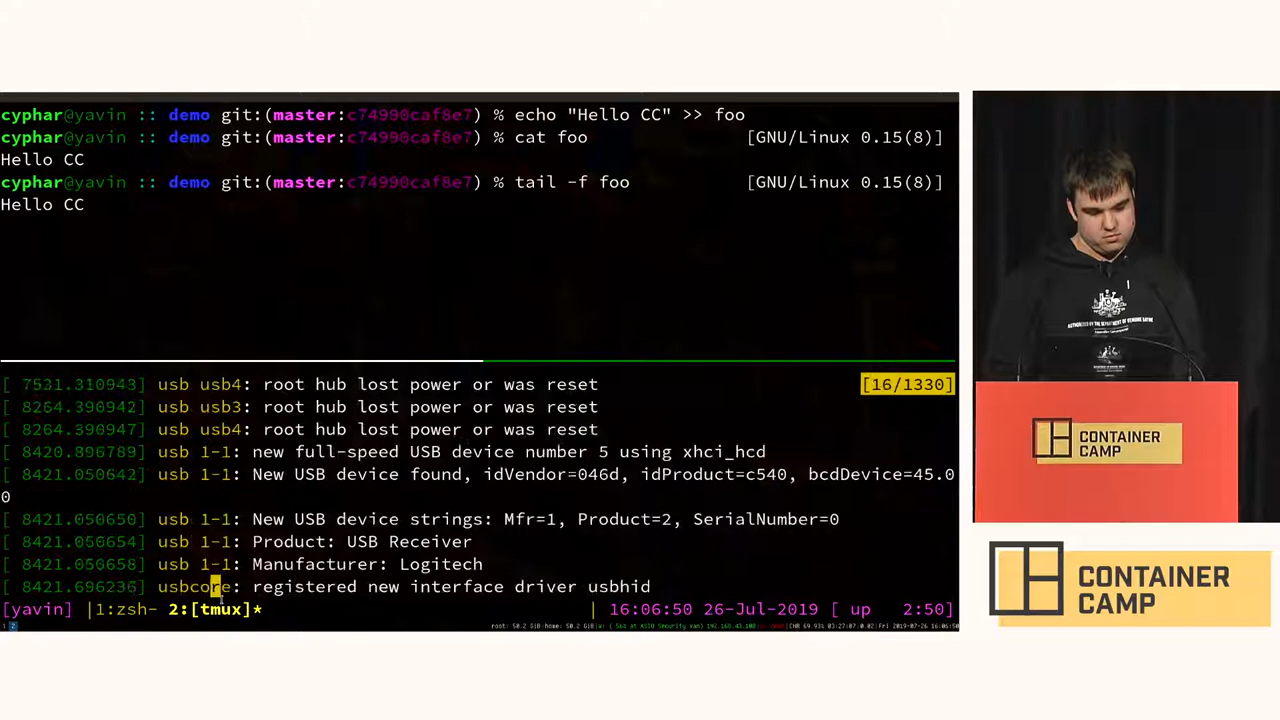 cyphar@yavin :: demo git:(master:c74990caf8e7) % echo "Hello CC" >> foo
cyphar@yavin :: demo git:(master:c74990caf8e7) % cat foo [GNU/Linux 0.15(8)]
Hello CC
cyphar@yavin :: demo git:(master:c74990caf8e7) % tail -f foo [GNU/Linux 0.15(8)]
Hello CC
[ 7531.310943] usb usb4: root hub lost power or was reset [16/1330]
[ 8264.390942] usb usb3: root hub lost power or was reset
[ 8264.390947] usb usb4: root hub lost power or was reset
[ 8420.896789] usb 1-1: new full-speed USB device number 5 using xhci_hcd
[ 8421.050642] usb 1-1: New USB device found, idVendor=046d, idProduct=c540, bcdDevice=45.0
0
[ 8421.050650] usb 1-1: New USB device strings: Mfr=1, Product=2, SerialNumber=0
[ 8421.050654] usb 1-1: Product: USB Receiver
[ 8421.050658] usb 1-1: Manufacturer: Logitech
[ 8421.696236] usbcore: registered new interface driver usbhid
[yavin] |1:zsh- 2:[tmux]* | 16:06:50 26-Jul-2019 [ up 2:50]
CONTAINER
CAMP
CONTAINER
CAMP